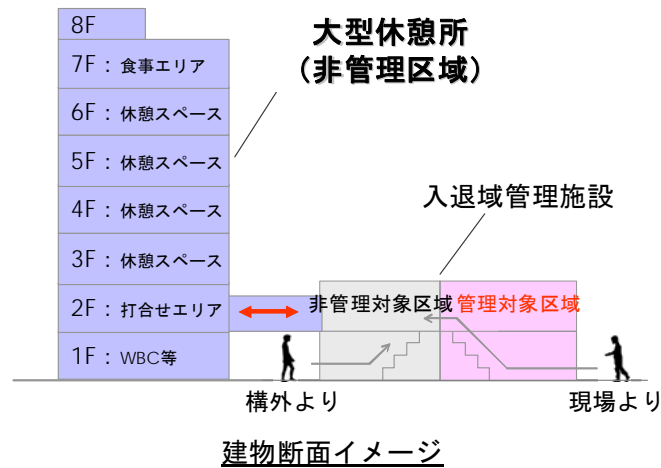 8F
7F：食事エリア
6F：休憩スペース
5F：休憩スペース
4F：休憩スペース
3F：休憩スペース
2F：打合せエリア
1F：WBC等
大型休憩所
（非管理区域）
入退域管理施設
非管理対象区域
管理対象区域
構外より
現場より
建物断面イメージ